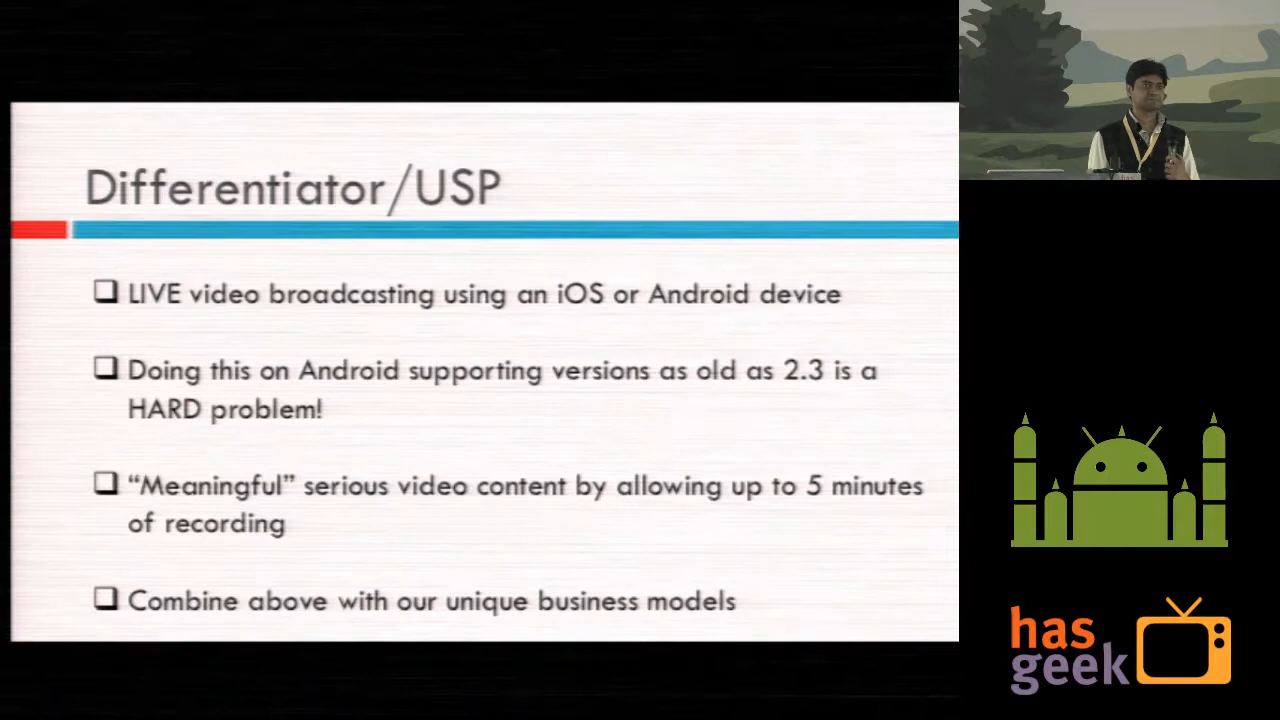 Differentiator/USP
LIVE video broadcasting using an iOS or Android device
Doing this on Android supporting versions as old as 2.3 is a
HARD problem!
“Meaningful” serious video content by allowing up to 5 minutes
of recording
Combine above with our unique business models
has
geek